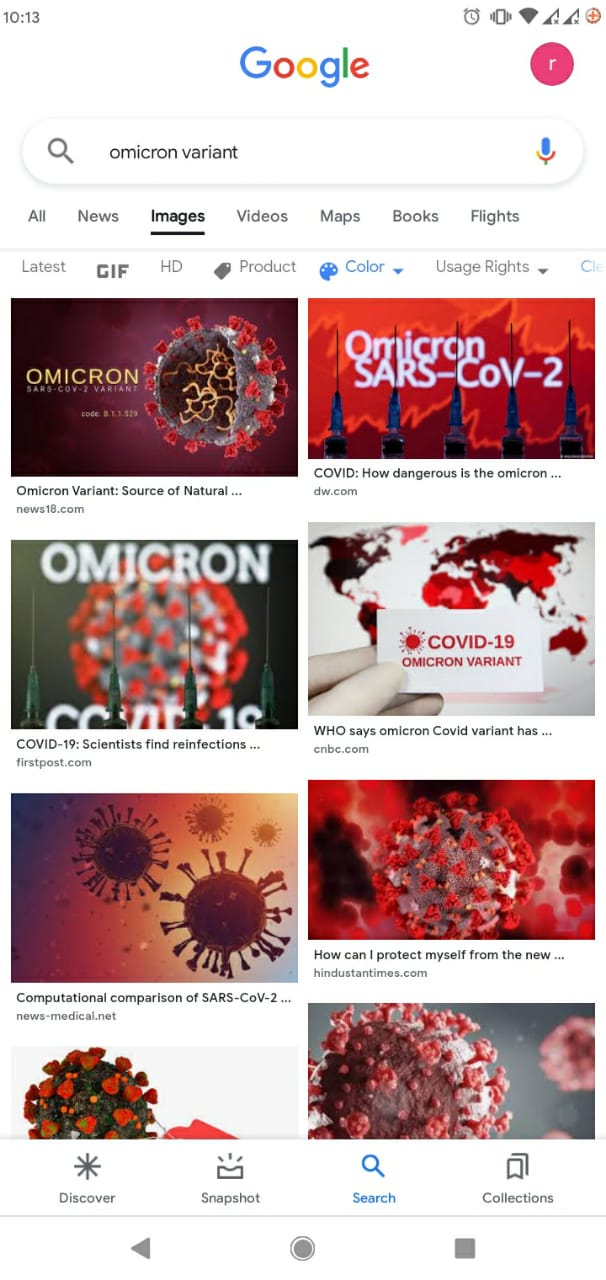 10:13
Google
r
omicron variant
All News Images Videos Maps Books Flights
Latest GIF HD Product Color Usage Rights Cle
OMICRON
SARS-COV-2 VARIANT
code: B.1.1.529
Omicron Variant: Source of Natural ...
news18.com
Omicron
SARS-CoV-2
COVID: How dangerous is the omicron ...
dw.com
OMICRON
COVID-19
COVID-19: Scientists find reinfections ...
firstpost.com
COVID-19
OMICRON VARIANT
WHO says omicron Covid variant has ...
cnbc.com
Computational comparison of SARS-CoV-2 ...
news-medical.net
How can I protect myself from the new ...
hindustantimes.com
Discover Snapshot Search Collections